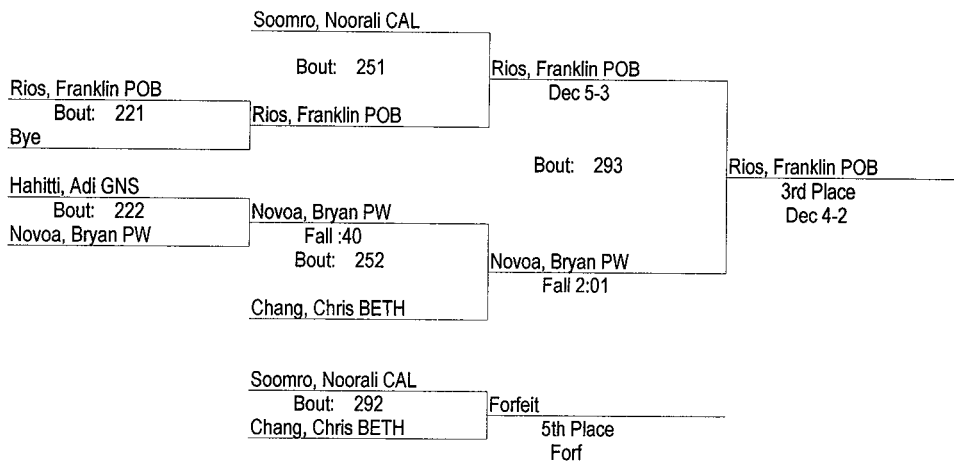 Soomro, Noorali CAL
Bout: 251
Rios, Franklin POB
Dec 5-3
Rios, Franklin POB
Bout: 221
Bye
Rios, Franklin POB
Bout: 293
Rios, Franklin POB
3rd Place
Dec 4-2
Hahitti, Adi GNS
Bout: 222
Novoa, Bryan PW
Novoa, Bryan PW
Fall :40
Bout: 252
Novoa, Bryan PW
Fall 2:01
Chang, Chris BETH
Soomro, Noorali CAL
Bout: 292
Chang, Chris BETH
Forfeit
5th Place
Forf